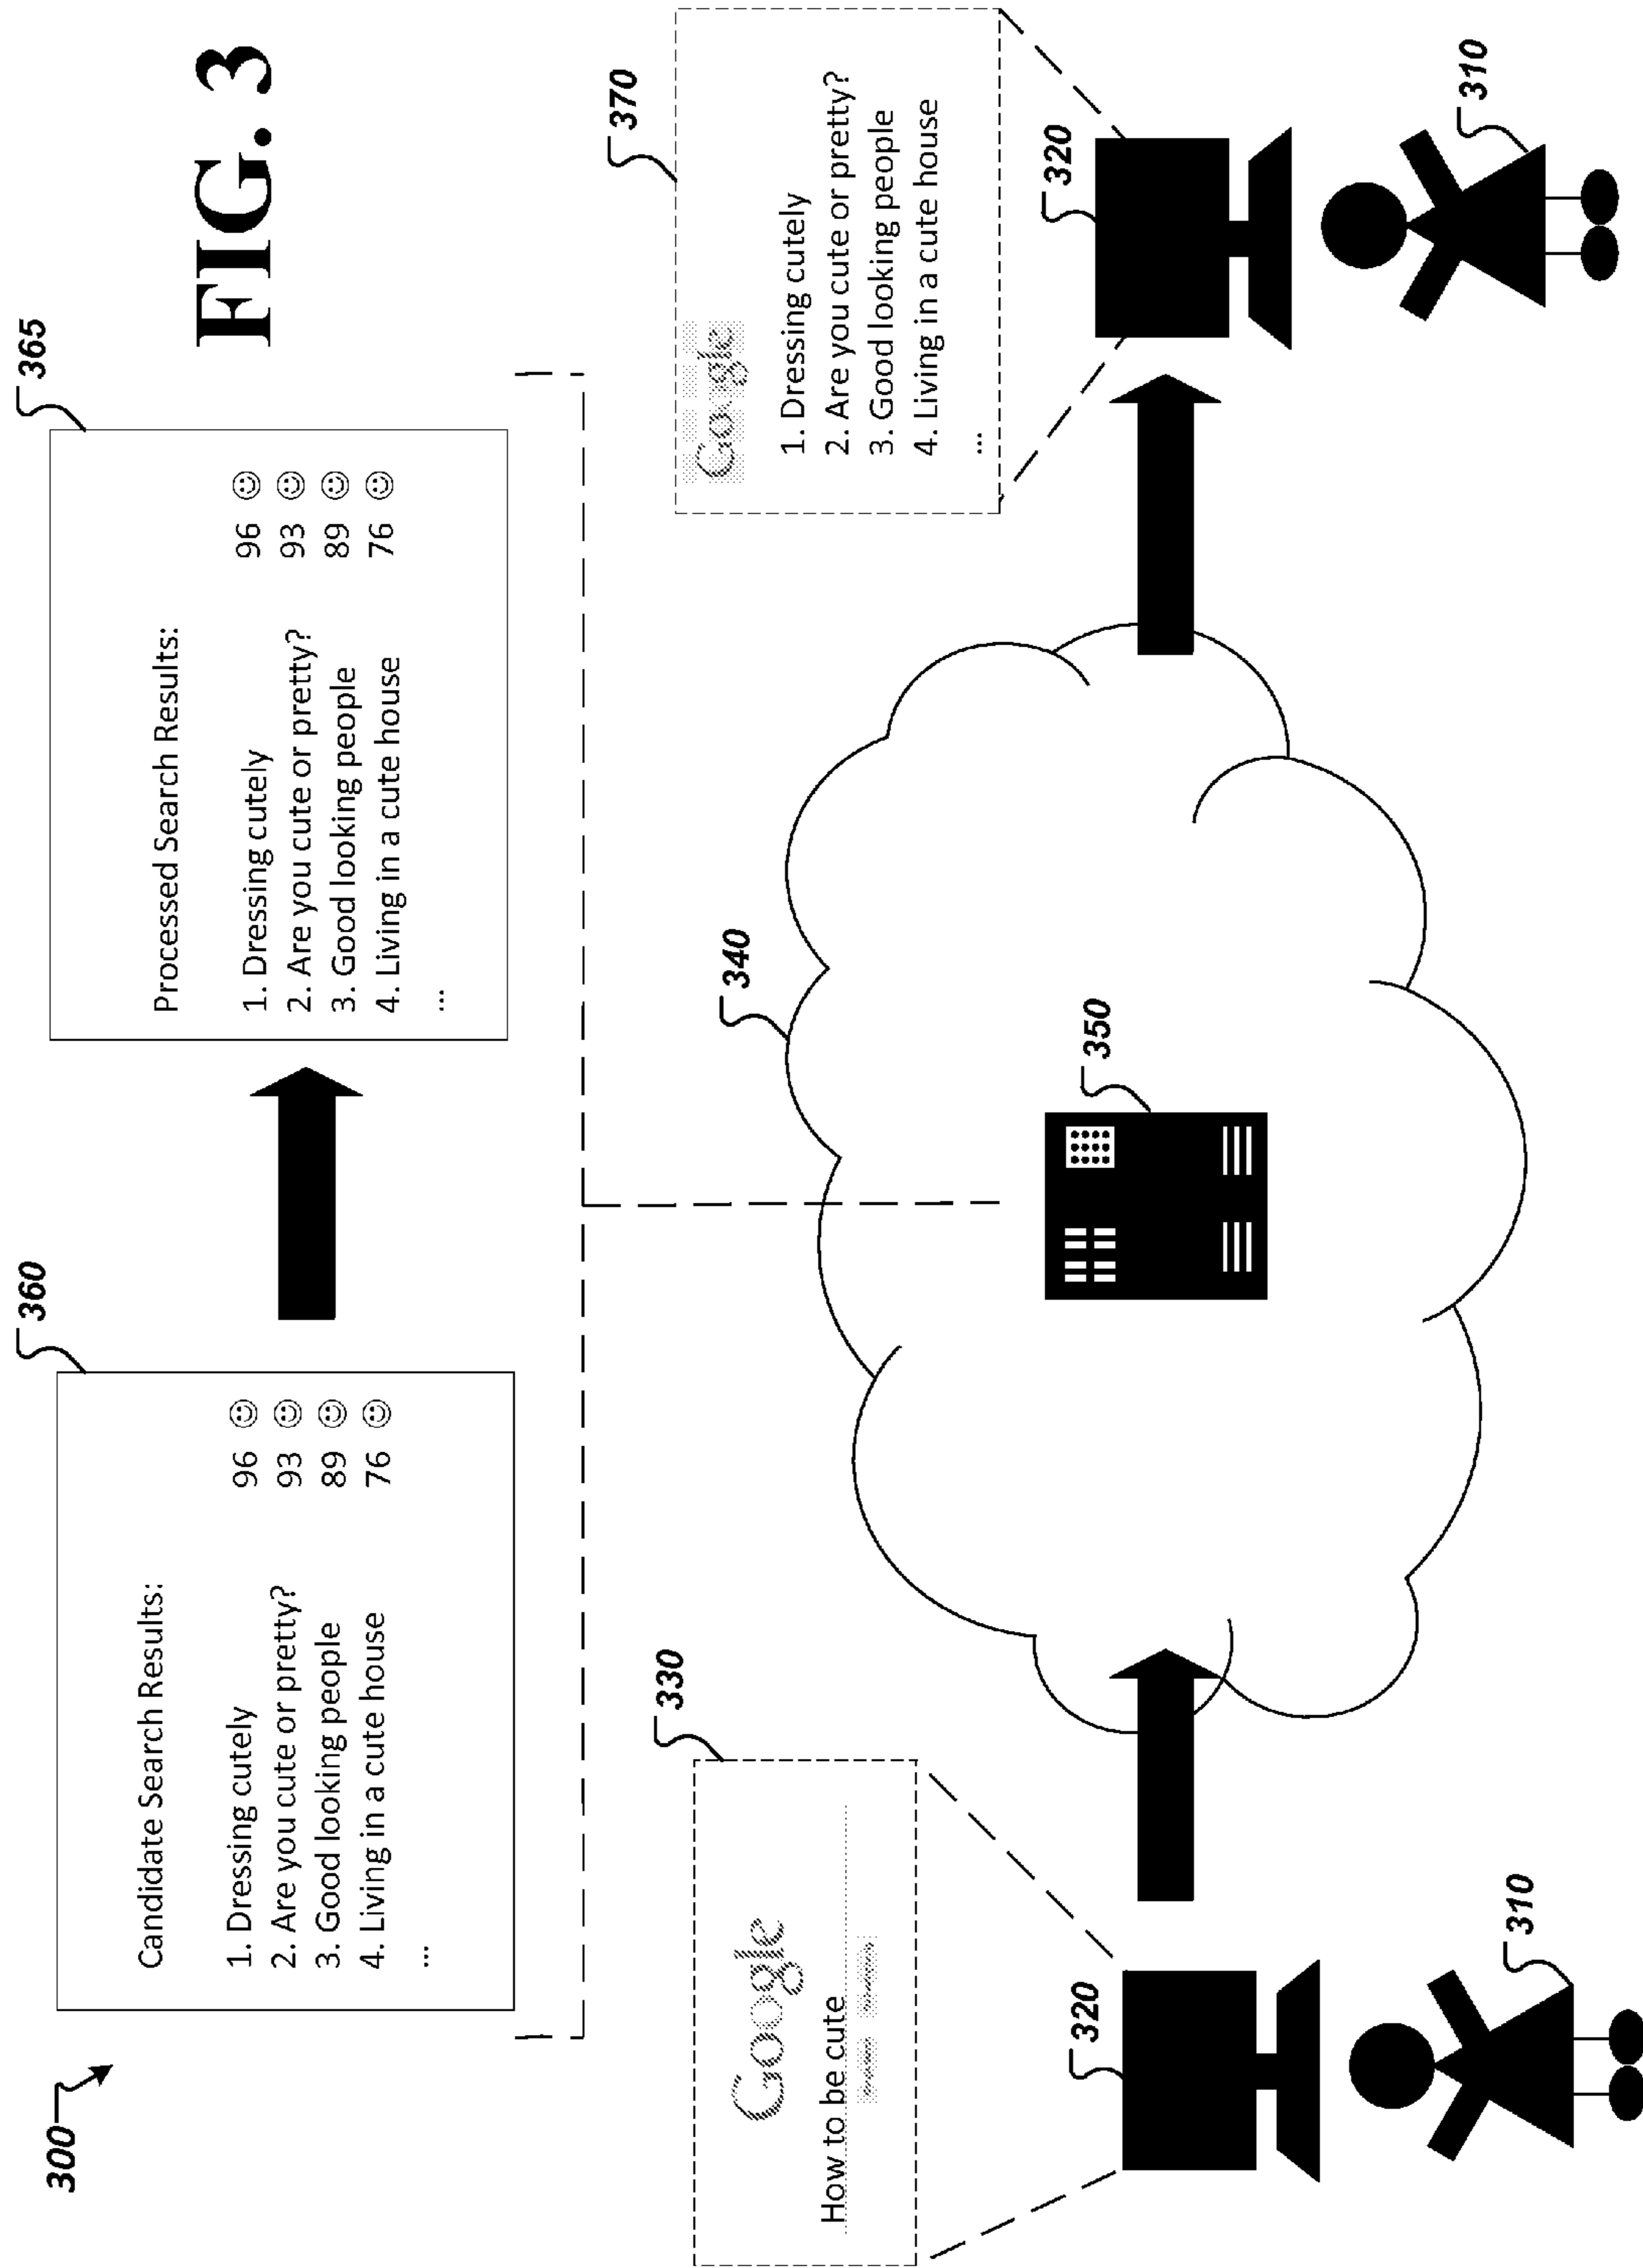 FIG. 3
300
360
Candidate Search Results:
1. Dressing cutely 96
2. Are you cute or pretty? 93
3. Good looking people 89
4. Living in a cute house 76
...
365
Processed Search Results:
1. Dressing cutely 96
2. Are you cute or pretty? 93
3. Good looking people 89
4. Living in a cute house 76
...
330
Google
How to be cute
320
310
340
350
370
Google
1. Dressing cutely
2. Are you cute or pretty?
3. Good looking people
4. Living in a cute house
...
320
310